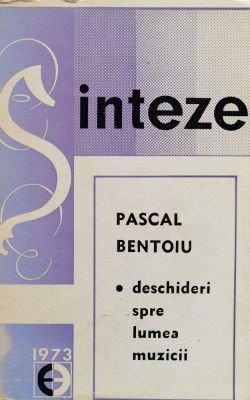 Sinteze
PASCAL
BENTOIU
• deschideri
spre
lumea
muzicii
1973